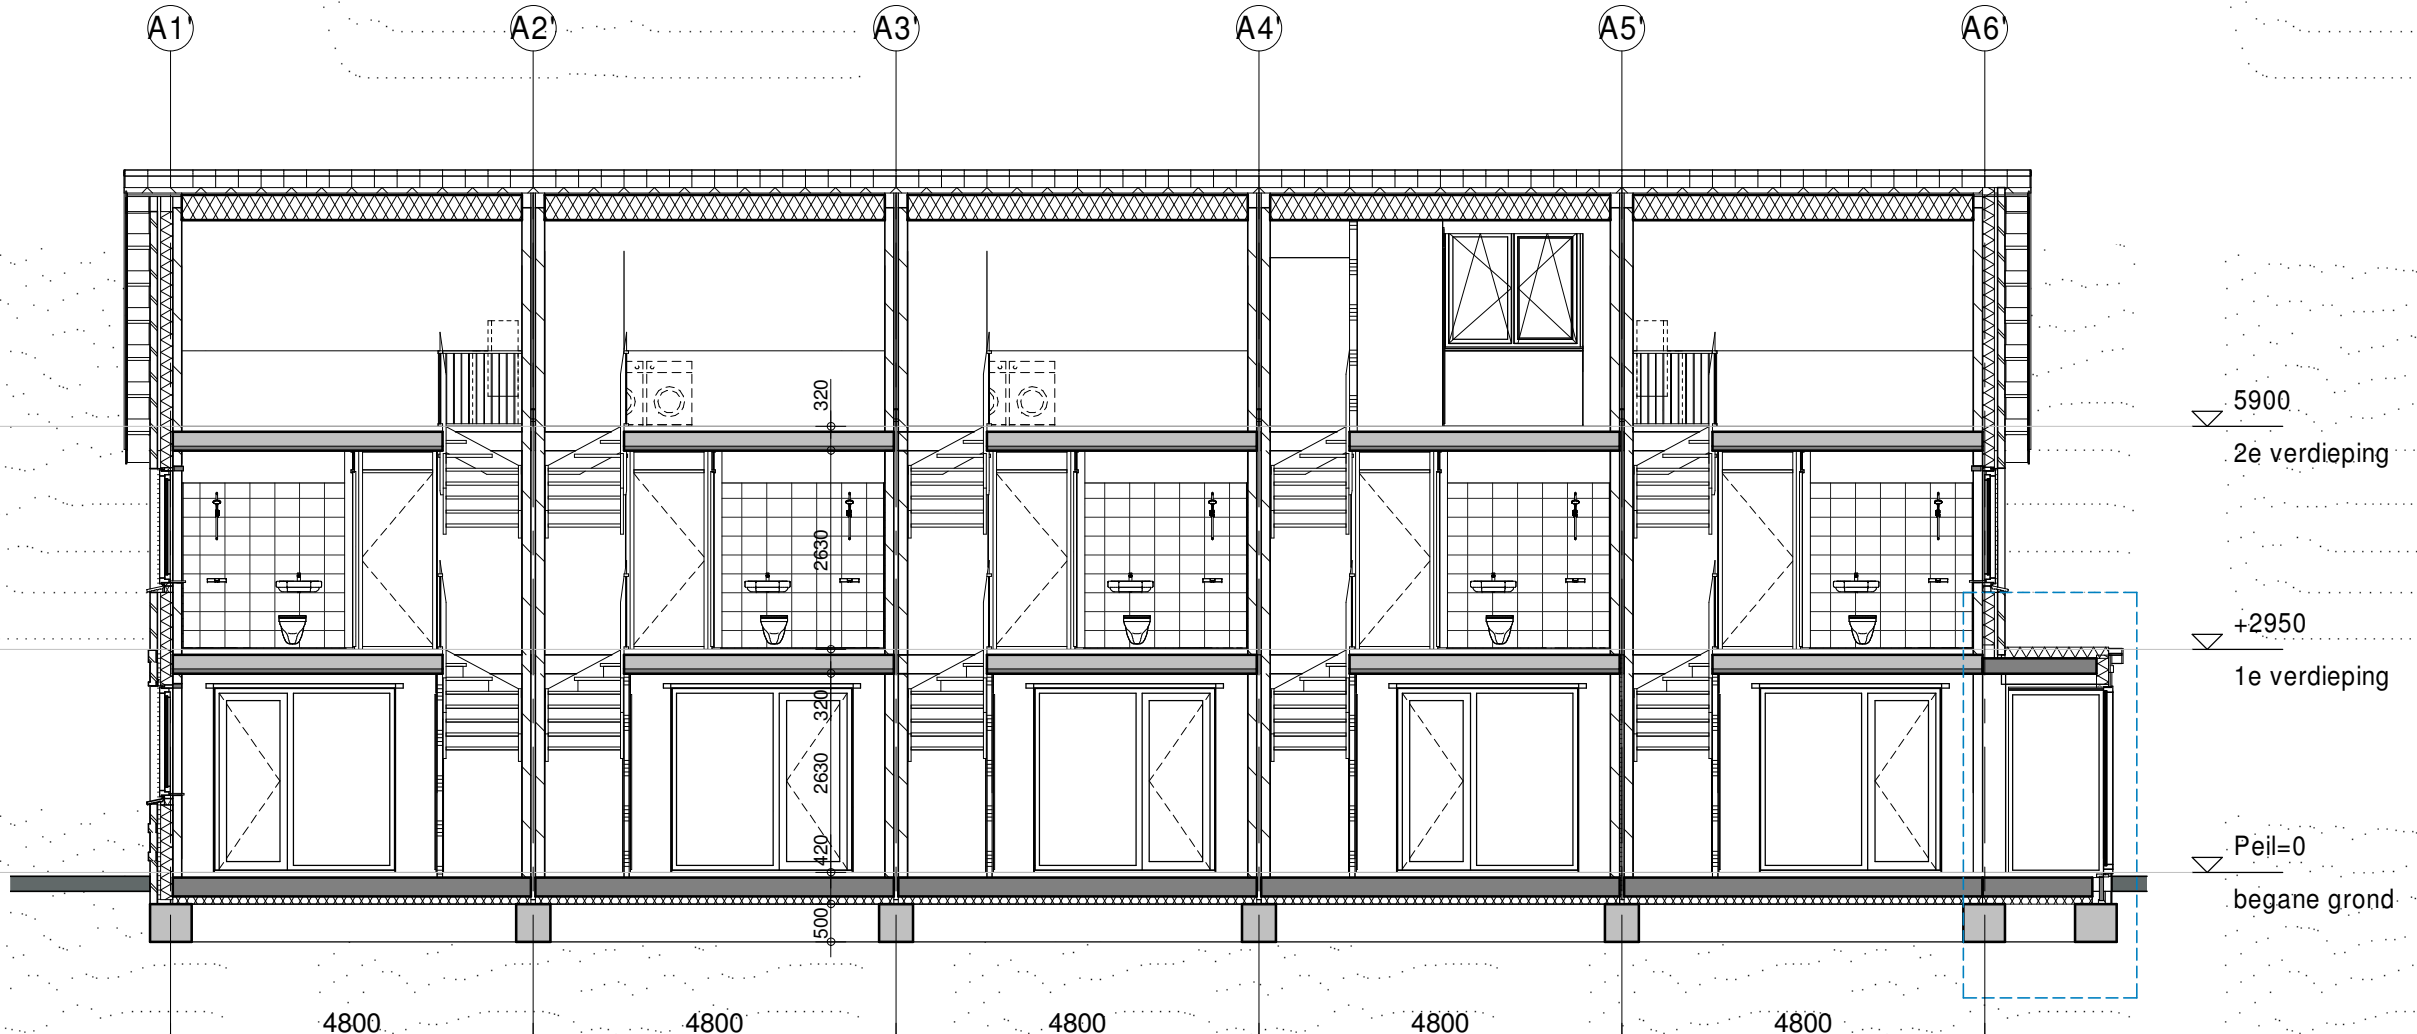 A1' A2' A3' A4' A5' A6'
320
5900
2e verdieping
2630
+2950
1e verdieping
320
2630
420
Peil=0
begane grond
500
4800 4800 4800 4800 4800